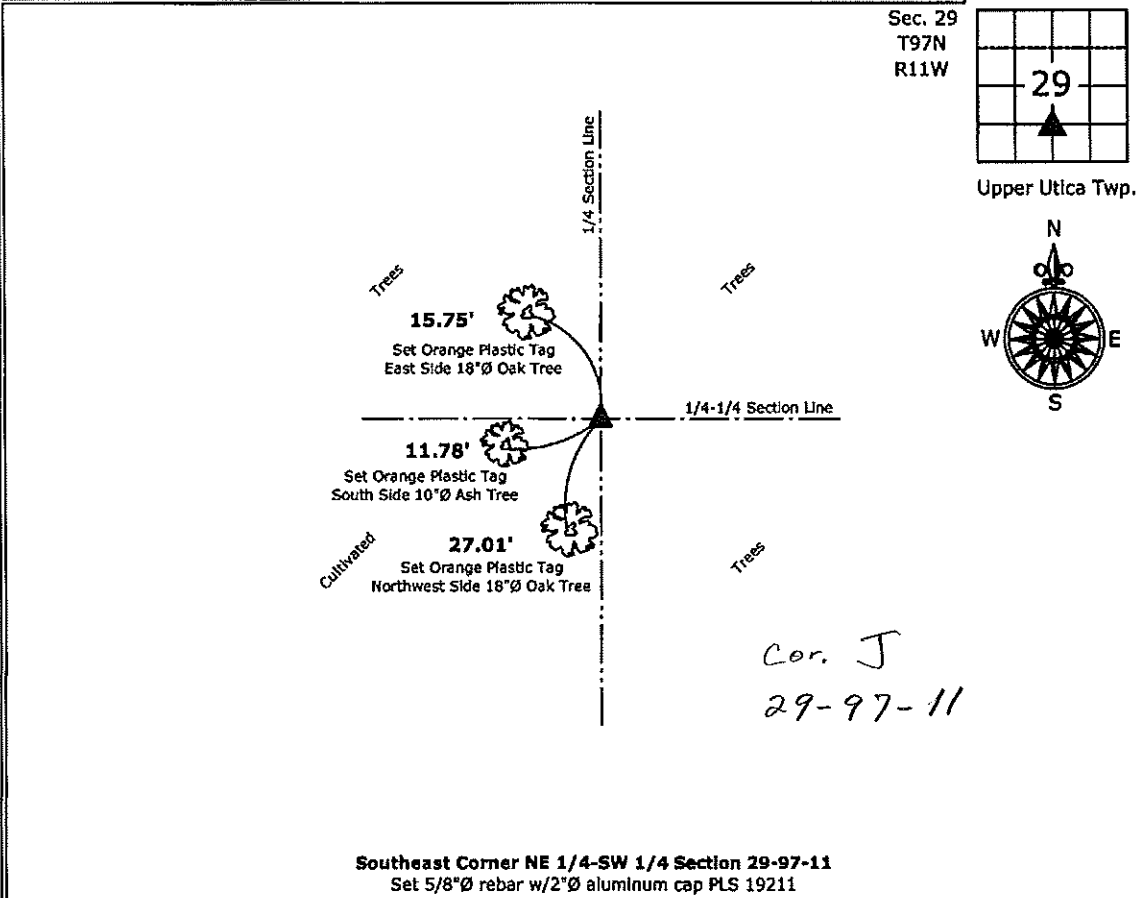 Sec. 29
T97N
R11W
29
Upper Utica Twp.
N
W
E
S
1/4 Section Line
Trees
Trees
15.75'
Set Orange Plastic Tag
East Side 18"Ø Oak Tree
1/4-1/4 Section Line
11.78'
Set Orange Plastic Tag
South Side 10"Ø Ash Tree
Cultivated
27.01'
Set Orange Plastic Tag
Northwest Side 18"Ø Oak Tree
Trees
Cor. J
29-97-11
Southeast Corner NE 1/4-SW 1/4 Section 29-97-11
Set 5/8"Ø rebar w/2"Ø aluminum cap PLS 19211